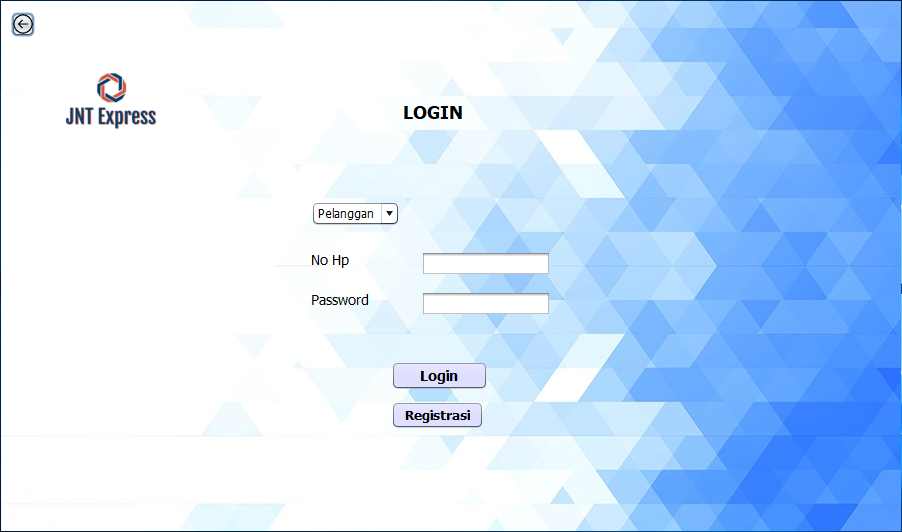 JNT Express
LOGIN
Pelanggan
No Hp
Password
Login
Registrasi